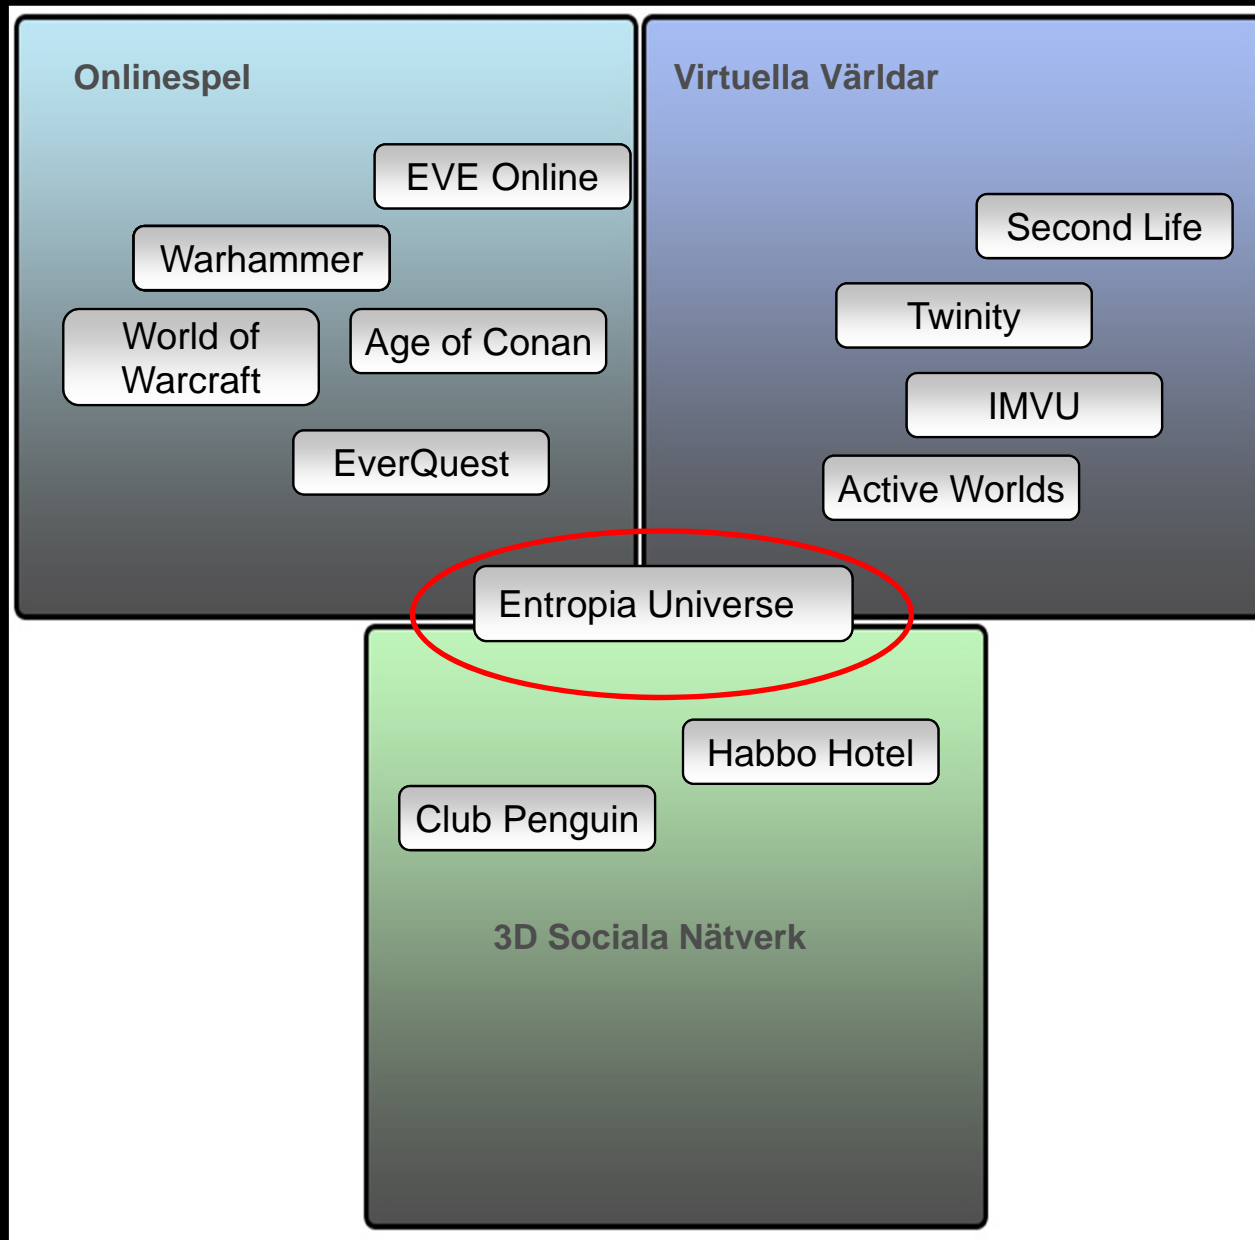 Onlinespel
EVE Online
Warhammer
World of
Warcraft
Age of Conan
EverQuest
Virtuella Världar
Second Life
Twinity
IMVU
Active Worlds
Entropia Universe
Habbo Hotel
Club Penguin
3D Sociala Nätverk